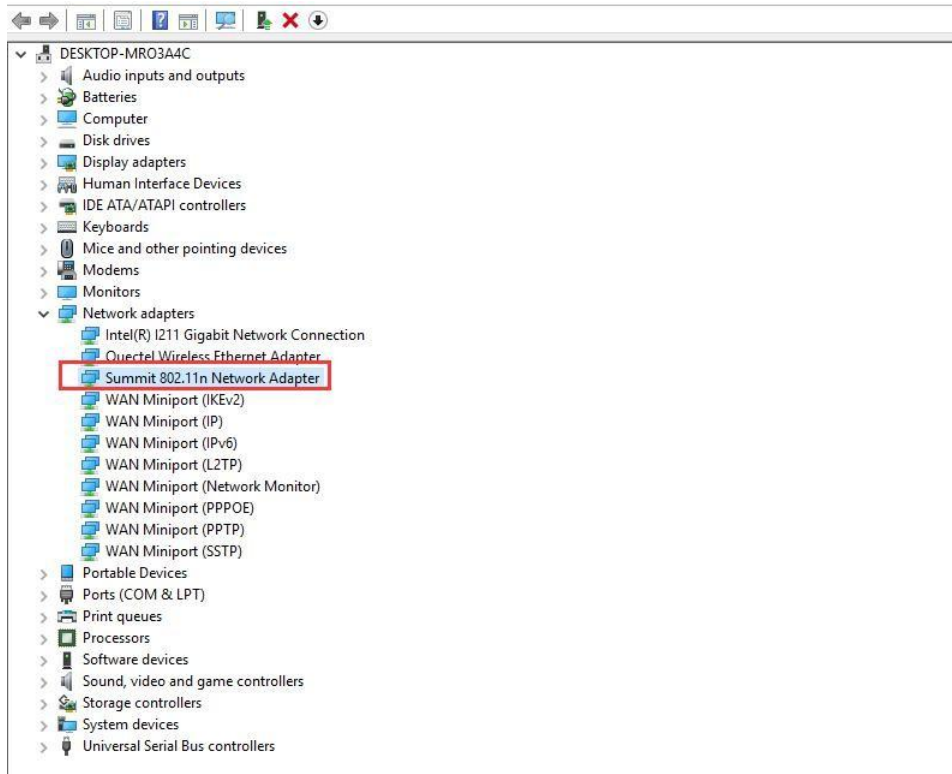 DESKTOP-MRO3A4C
Audio inputs and outputs
Batteries
Computer
Disk drives
Display adapters
Human Interface Devices
IDE ATA/ATAPI controllers
Keyboards
Mice and other pointing devices
Modems
Monitors
Network adapters
Intel(R) I211 Gigabit Network Connection
Quectel Wireless Ethernet Adapter
Summit 802.11n Network Adapter
WAN Miniport (IKEv2)
WAN Miniport (IP)
WAN Miniport (IPv6)
WAN Miniport (L2TP)
WAN Miniport (Network Monitor)
WAN Miniport (PPPOE)
WAN Miniport (PPTP)
WAN Miniport (SSTP)
Portable Devices
Ports (COM & LPT)
Print queues
Processors
Software devices
Sound, video and game controllers
Storage controllers
System devices
Universal Serial Bus controllers